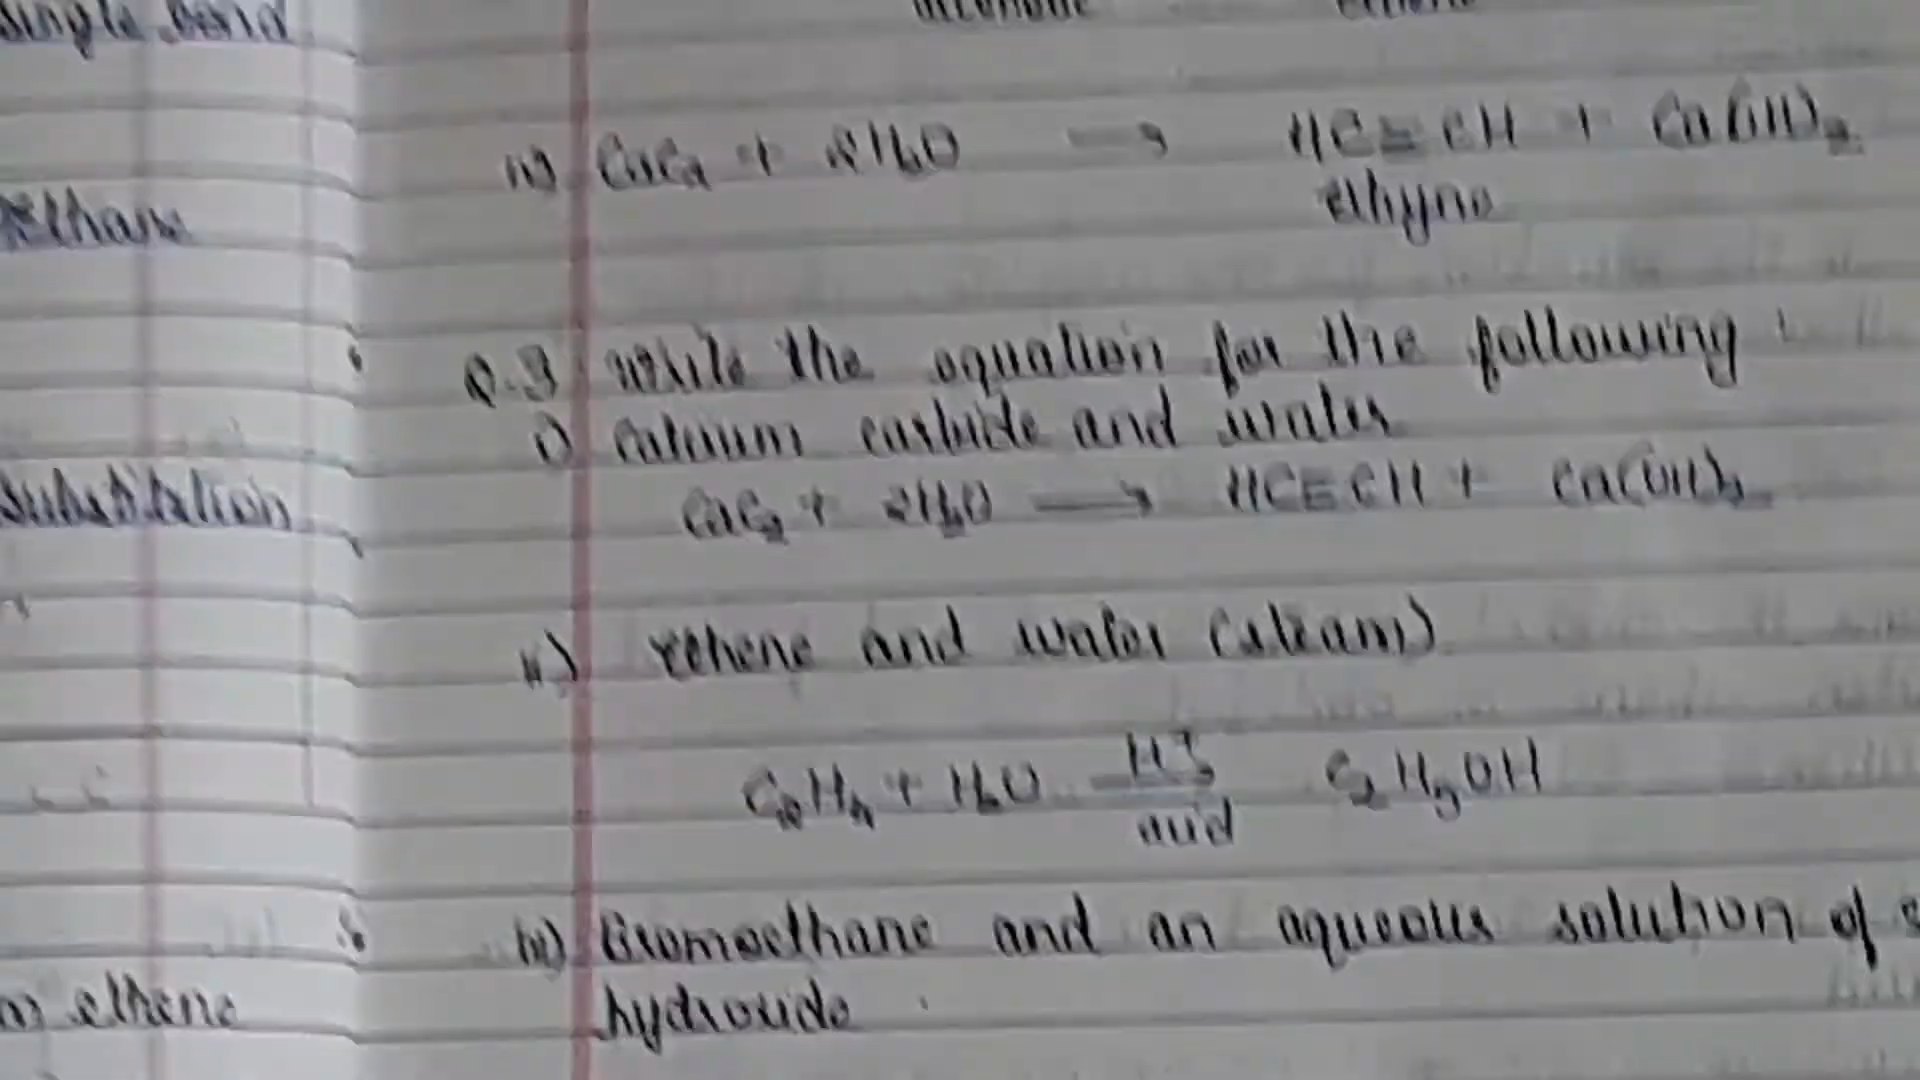 single bond
ethane
substitution
ethene
CaC2 + 2H2O → HC≡CH + Ca(OH)2
ethyne
Q.3 Write the equation for the following
i) Calcium carbide and water
CaC2 + 2H2O → HC≡CH + Ca(OH)2
ii) ethene and water (steam)
C2H4 + H2O acid C2H5OH
iii) Bromoethane and an aqueous solution of
hydroxide